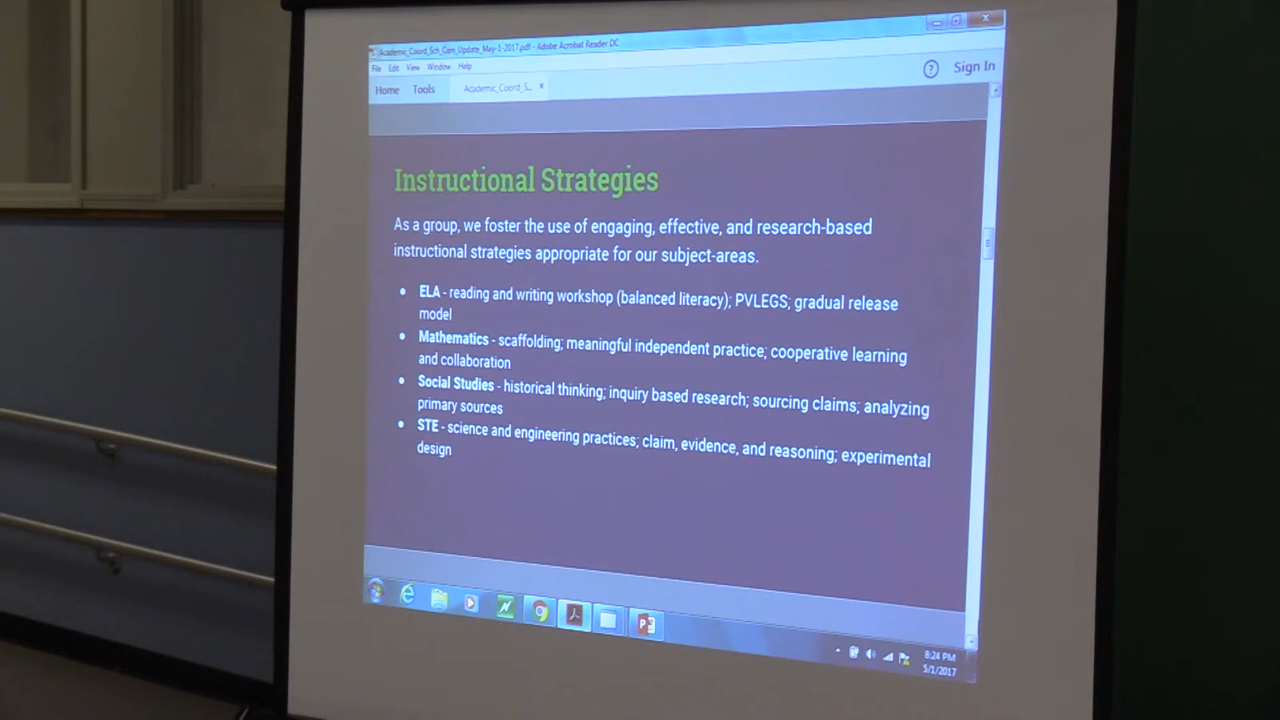 Academic_Coord_Sch_Com_Update_May-1-2017.pdf - Adobe Acrobat Reader DC
File Edit View Window Help
Home Tools Academic_Coord_S... x
? Sign In
Instructional Strategies
As a group, we foster the use of engaging, effective, and research-based
instructional strategies appropriate for our subject-areas.
• ELA - reading and writing workshop (balanced literacy); PVLEGS; gradual release
model
• Mathematics - scaffolding; meaningful independent practice; cooperative learning
and collaboration
• Social Studies - historical thinking; inquiry based research; sourcing claims; analyzing
primary sources
• STE - science and engineering practices; claim, evidence, and reasoning; experimental
design
8:24 PM
5/1/2017